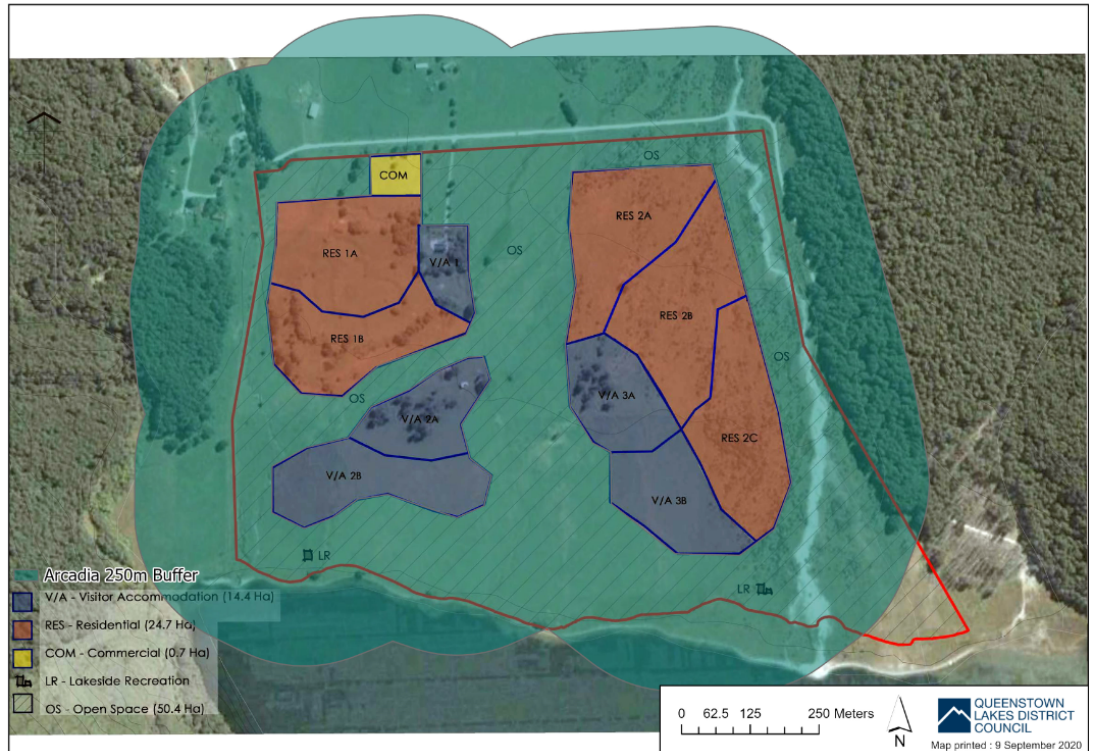 OS
COM
RES 2A
OS
RES 1A
V/A 1
RES 2B
RES 1B
OS
OS
V/A 3A
V/A 2A
RES 2C
V/A 2B
V/A 3B
LR
LR
Arcadia 250m Buffer
V/A - Visitor Accommodation (14.4 Ha)
RES - Residential (24.7 Ha)
COM - Commercial (0.7 Ha)
LR - Lakeside Recreation
OS - Open Space (50.4 Ha)
0 62.5 125 250 Meters
N
QUEENSTOWN
LAKES DISTRICT
COUNCIL
Map printed : 9 September 2020